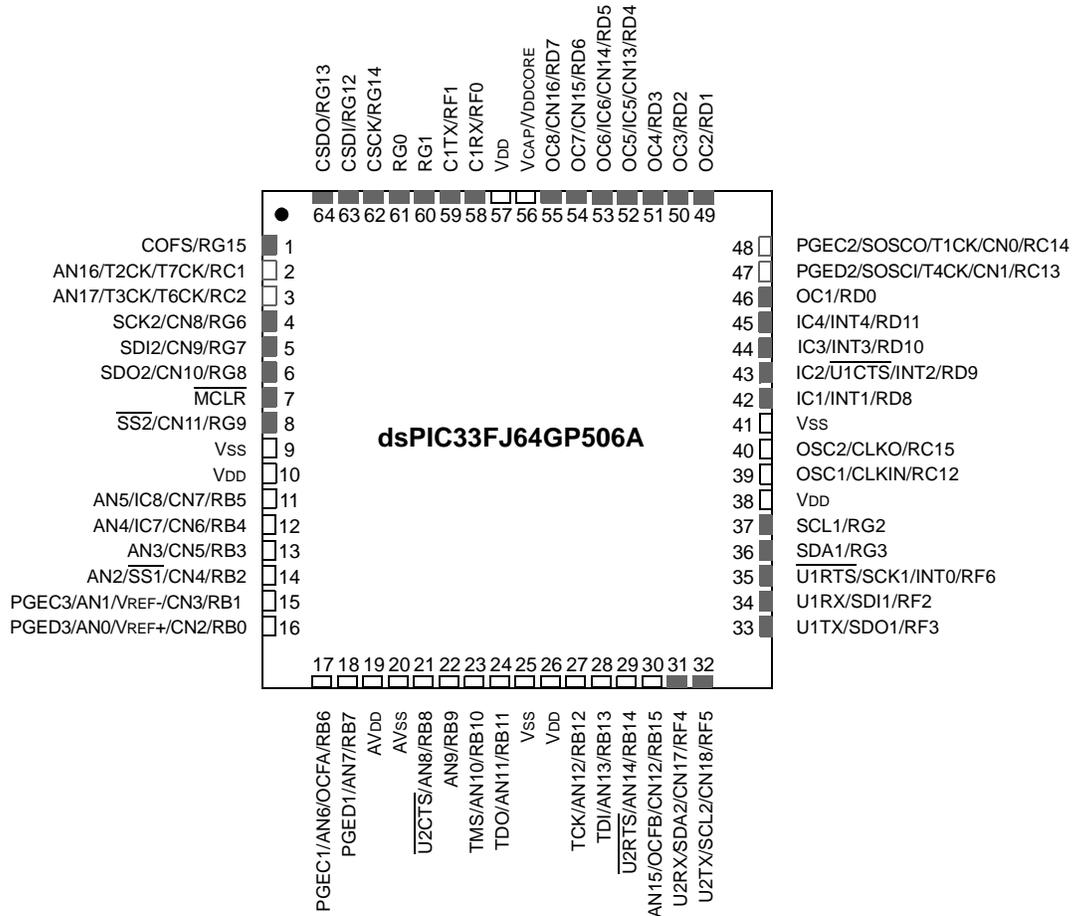 CSDO/RG13
CSDI/RG12
CSCK/RG14
RG0
RG1
C1TX/RF1
C1RX/RF0
VDD
VCAP/VDDCORE
OC8/CN16/RD7
OC7/CN15/RD6
OC6/IC6/CN14/RD5
OC5/IC5/CN13/RD4
OC4/RD3
OC3/RD2
OC2/RD1
64 63 62 61 60 59 58 57 56 55 54 53 52 51 50 49
COFS/RG15 1
AN16/T2CK/T7CK/RC1 2
AN17/T3CK/T6CK/RC2 3
SCK2/CN8/RG6 4
SDI2/CN9/RG7 5
SDO2/CN10/RG8 6
MCLR 7
SS2/CN11/RG9 8
VSS 9
VDD 10
AN5/IC8/CN7/RB5 11
AN4/IC7/CN6/RB4 12
AN3/CN5/RB3 13
AN2/SS1/CN4/RB2 14
PGEC3/AN1/VREF-/CN3/RB1 15
PGED3/AN0/VREF+/CN2/RB0 16
dsPIC33FJ64GP506A
48 PGEC2/SOSCO/T1CK/CN0/RC14
47 PGED2/SOSCI/T4CK/CN1/RC13
46 OC1/RD0
45 IC4/INT4/RD11
44 IC3/INT3/RD10
43 IC2/U1CTS/INT2/RD9
42 IC1/INT1/RD8
41 VSS
40 OSC2/CLKO/RC15
39 OSC1/CLKIN/RC12
38 VDD
37 SCL1/RG2
36 SDA1/RG3
35 U1RTS/SCK1/INT0/RF6
34 U1RX/SDI1/RF2
33 U1TX/SDO1/RF3
17 18 19 20 21 22 23 24 25 26 27 28 29 30 31 32
PGEC1/AN6/OCFA/RB6
PGED1/AN7/RB7
AVDD
AVSS
U2CTS/AN8/RB8
AN9/RB9
TMS/AN10/RB10
TDO/AN11/RB11
VSS
VDD
TCK/AN12/RB12
TDI/AN13/RB13
U2RTS/AN14/RB14
AN15/OCFB/CN12/RB15
U2RX/SDA2/CN17/RF4
U2TX/SCL2/CN18/RF5